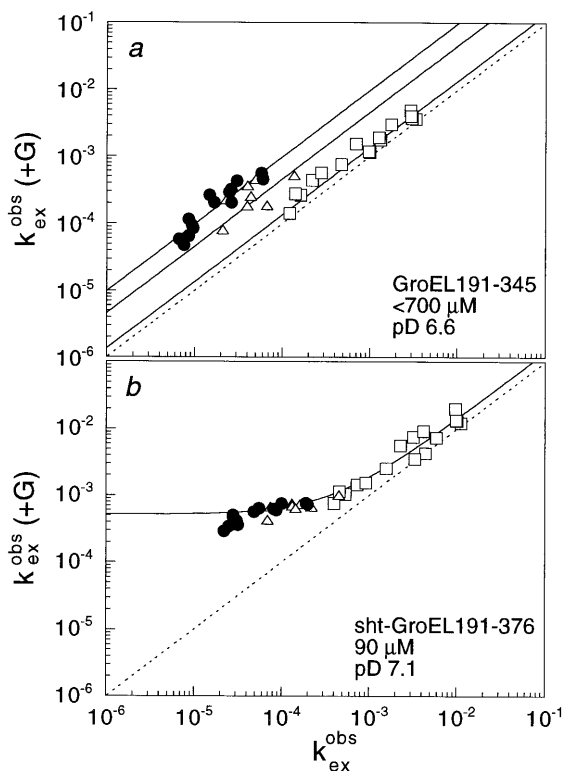 10^-1
a
10^-2
10^-3
k_ex^obs (+G)
10^-4
10^-5
GroEL191-345
<700 μM
pD 6.6
10^-6
b
10^-2
10^-3
k_ex^obs (+G)
10^-4
10^-5
sht-GroEL191-376
90 μM
pD 7.1
10^-6
10^-6 10^-5 10^-4 10^-3 10^-2 10^-1
k_ex^obs